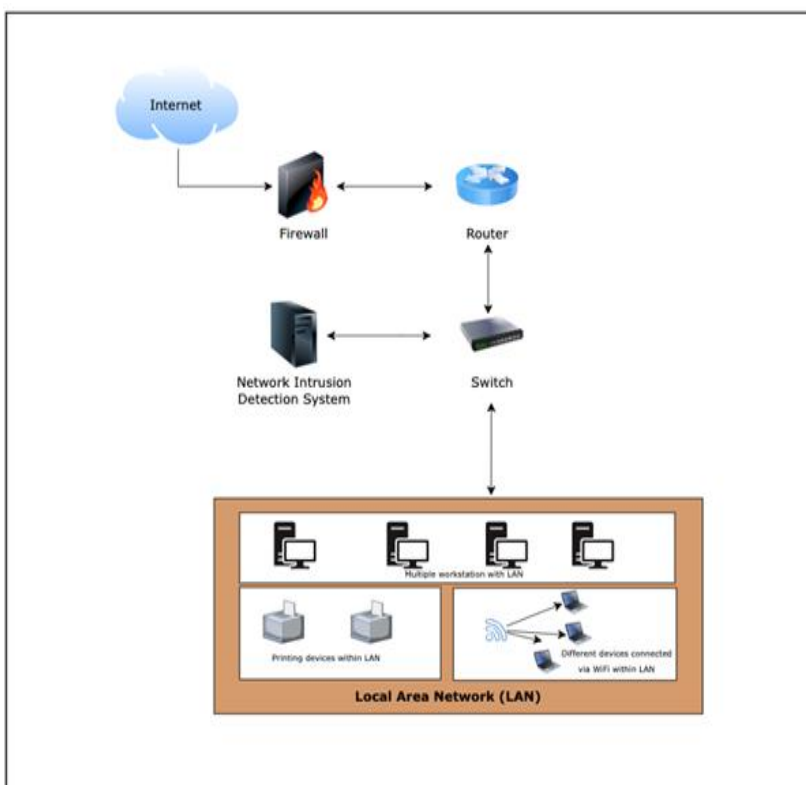 Internet
Firewall
Router
Network Intrusion
Detection System
Switch
Multiple workstation with LAN
Printing devices within LAN
Different devices connected
via WiFi within LAN
Local Area Network (LAN)